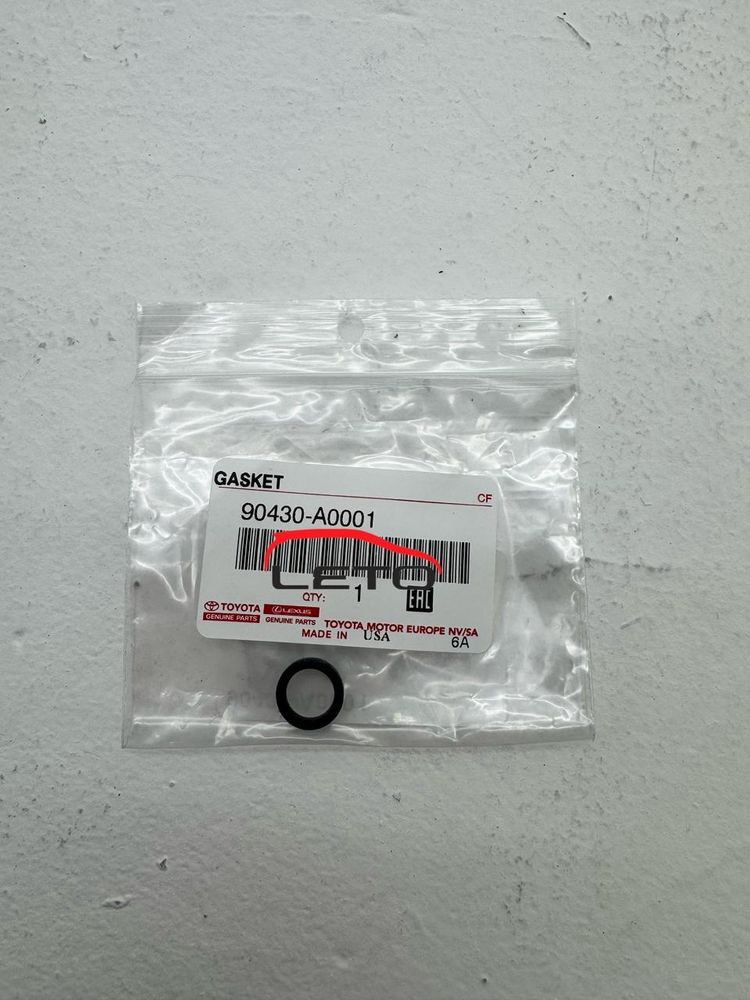 GASKET
CF
90430-A0001
LETO
QTY: 1
EAC
TOYOTA LEXUS
GENUINE PARTS GENUINE PARTS TOYOTA MOTOR EUROPE NV/SA
MADE IN USA 6A